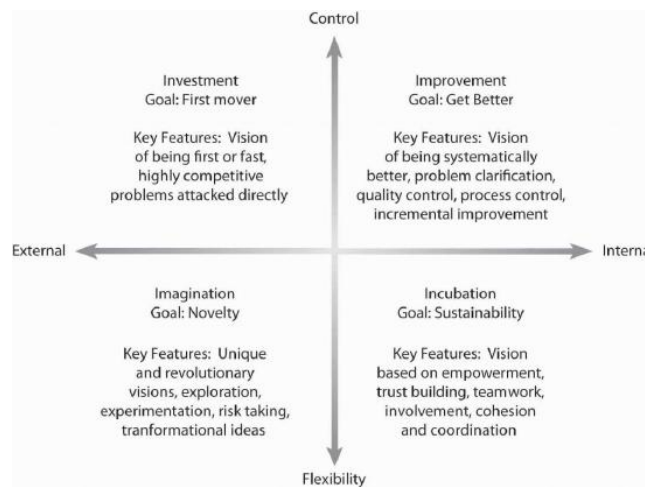 Control
Investment
Goal: First mover
Key Features: Vision
of being first or fast,
highly competitive
problems attacked directly
Improvement
Goal: Get Better
Key Features: Vision
of being systematically
better, problem clarification,
quality control, process control,
incremental improvement
External
Interna
Imagination
Goal: Novelty
Key Features: Unique
and revolutionary
visions, exploration,
experimentation, risk taking,
tranformational ideas
Incubation
Goal: Sustainability
Key Features: Vision
based on empowerment,
trust building, teamwork,
involvement, cohesion
and coordination
Flexibility